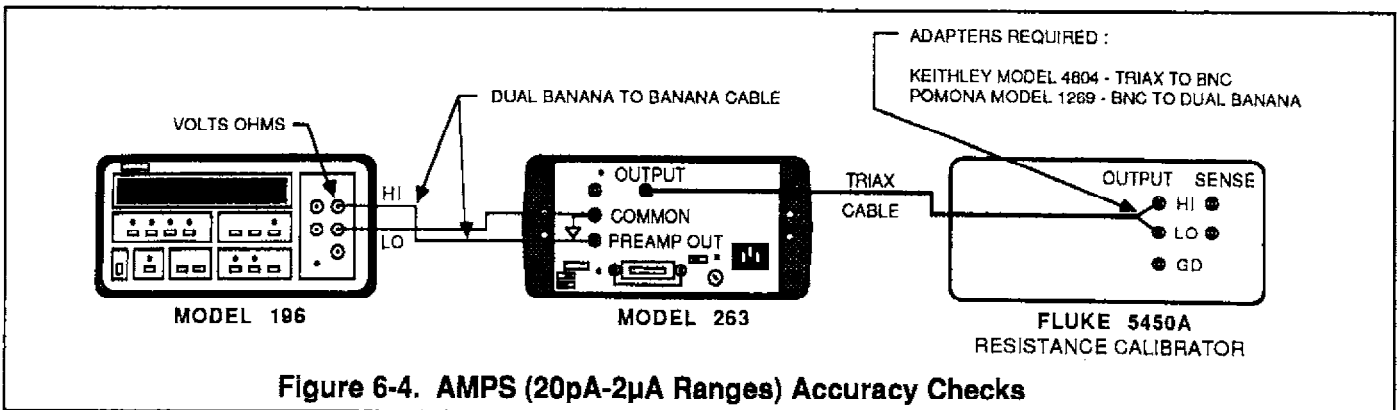 ADAPTERS REQUIRED :
KEITHLEY MODEL 4804 - TRIAX TO BNC
POMONA MODEL 1269 - BNC TO DUAL BANANA
DUAL BANANA TO BANANA CABLE
VOLTS OHMS
HI
LO
MODEL 196
OUTPUT
COMMON
PREAMP OUT
MODEL 263
TRIAX
CABLE
OUTPUT SENSE
HI
LO
GD
FLUKE 5450A
RESISTANCE CALIBRATOR
Figure 6-4. AMPS (20pA-2µA Ranges) Accuracy Checks